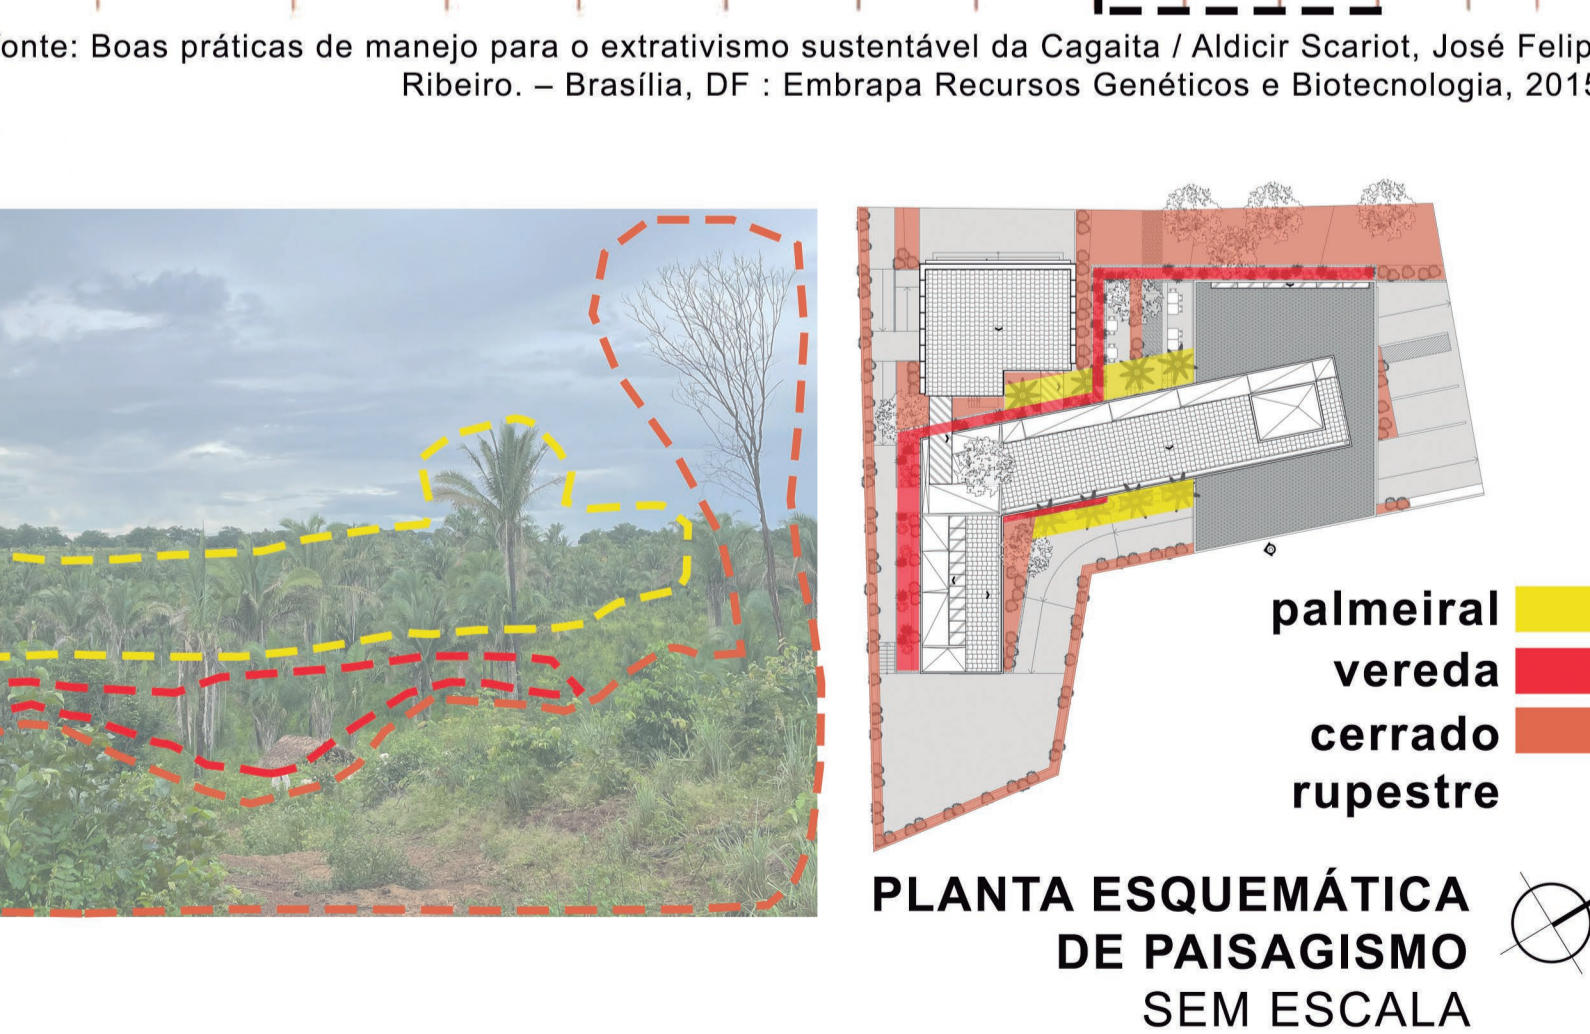 onte: Boas práticas de manejo para o extrativismo sustentável da Cagaita / Aldicir Scariot, José Felip
Ribeiro. – Brasília, DF : Embrapa Recursos Genéticos e Biotecnologia, 2015
palmeiral
vereda
cerrado
rupestre
PLANTA ESQUEMÁTICA
DE PAISAGISMO
SEM ESCALA